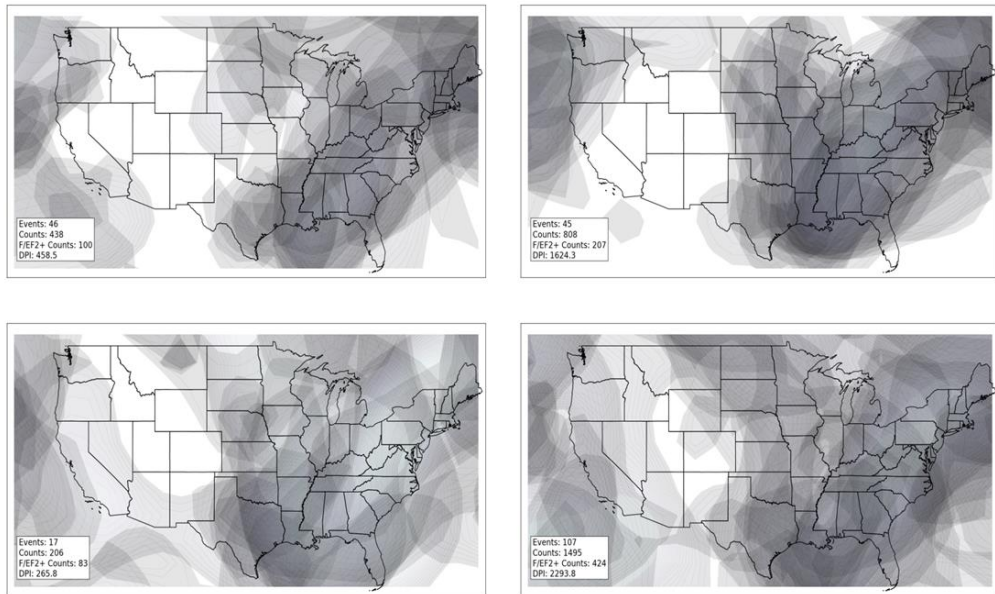 Events: 46
Counts: 438
F/EF2+ Counts: 100
DPI: 458.5
Events: 45
Counts: 808
F/EF2+ Counts: 207
DPI: 1624.3
Events: 17
Counts: 206
F/EF2+ Counts: 83
DPI: 265.8
Events: 107
Counts: 1495
F/EF2+ Counts: 424
DPI: 2293.8